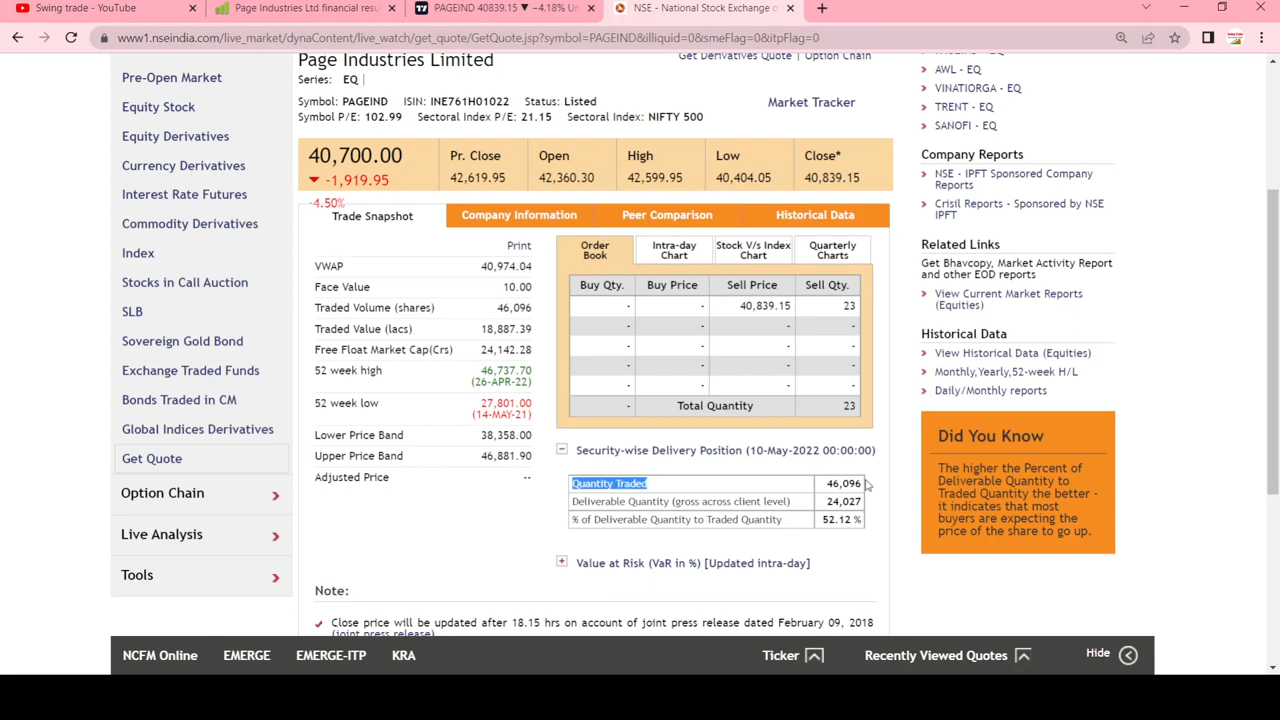 Swing trade - YouTube
Page Industries Ltd financial resu
PAGEIND 40839.15 ▼ −4.18% Un
NSE - National Stock Exchange o
www1.nseindia.com/live_market/dynaContent/live_watch/get_quote/GetQuote.jsp?symbol=PAGEIND&illiquid=0&smeFlag=0&itpFlag=0
Pre-Open Market
Equity Stock
Equity Derivatives
Currency Derivatives
Interest Rate Futures
Commodity Derivatives
Index
Stocks in Call Auction
SLB
Sovereign Gold Bond
Exchange Traded Funds
Bonds Traded in CM
Global Indices Derivatives
Get Quote
Option Chain
Live Analysis
Tools
Page Industries Limited
Get Derivatives Quote | Option Chain
Series: EQ |
Symbol: PAGEIND ISIN: INE761H01022 Status: Listed
Market Tracker
Symbol P/E: 102.99 Sectoral Index P/E: 21.15 Sectoral Index: NIFTY 500
40,700.00 Pr. Close Open High Low Close*
▼ -1,919.95 42,619.95 42,360.30 42,599.95 40,404.05 40,839.15
-4.50%
Trade Snapshot Company Information Peer Comparison Historical Data
Print
VWAP 40,974.04
Face Value 10.00
Traded Volume (shares) 46,096
Traded Value (lacs) 18,887.39
Free Float Market Cap(Crs) 24,142.28
52 week high 46,737.70
(26-APR-22)
52 week low 27,801.00
(14-MAY-21)
Lower Price Band 38,358.00
Upper Price Band 46,881.90
Adjusted Price --
Order Intra-day Stock V/s Index Quarterly
Book Chart Chart Charts
Buy Qty. Buy Price Sell Price Sell Qty.
- - 40,839.15 23
- - - -
- - - -
- - - -
- - - -
- Total Quantity 23
Security-wise Delivery Position (10-May-2022 00:00:00)
Quantity Traded 46,096
Deliverable Quantity (gross across client level) 24,027
% of Deliverable Quantity to Traded Quantity 52.12 %
Value at Risk (VaR in %) [Updated intra-day]
Note:
Close price will be updated after 18.15 hrs on account of joint press release dated February 09, 2018
(joint press release)
AWL - EQ
VINATIORGA - EQ
TRENT - EQ
SANOFI - EQ
Company Reports
NSE - IPFT Sponsored Company
Reports
Crisil Reports - Sponsored by NSE
IPFT
Related Links
Get Bhavcopy, Market Activity Report
and other EOD reports
View Current Market Reports
(Equities)
Historical Data
View Historical Data (Equities)
Monthly,Yearly,52-week H/L
Daily/Monthly reports
Did You Know
The higher the Percent of
Deliverable Quantity to
Traded Quantity the better -
it indicates that most
buyers are expecting the
price of the share to go up.
NCFM Online EMERGE EMERGE-ITP KRA Ticker Recently Viewed Quotes Hide